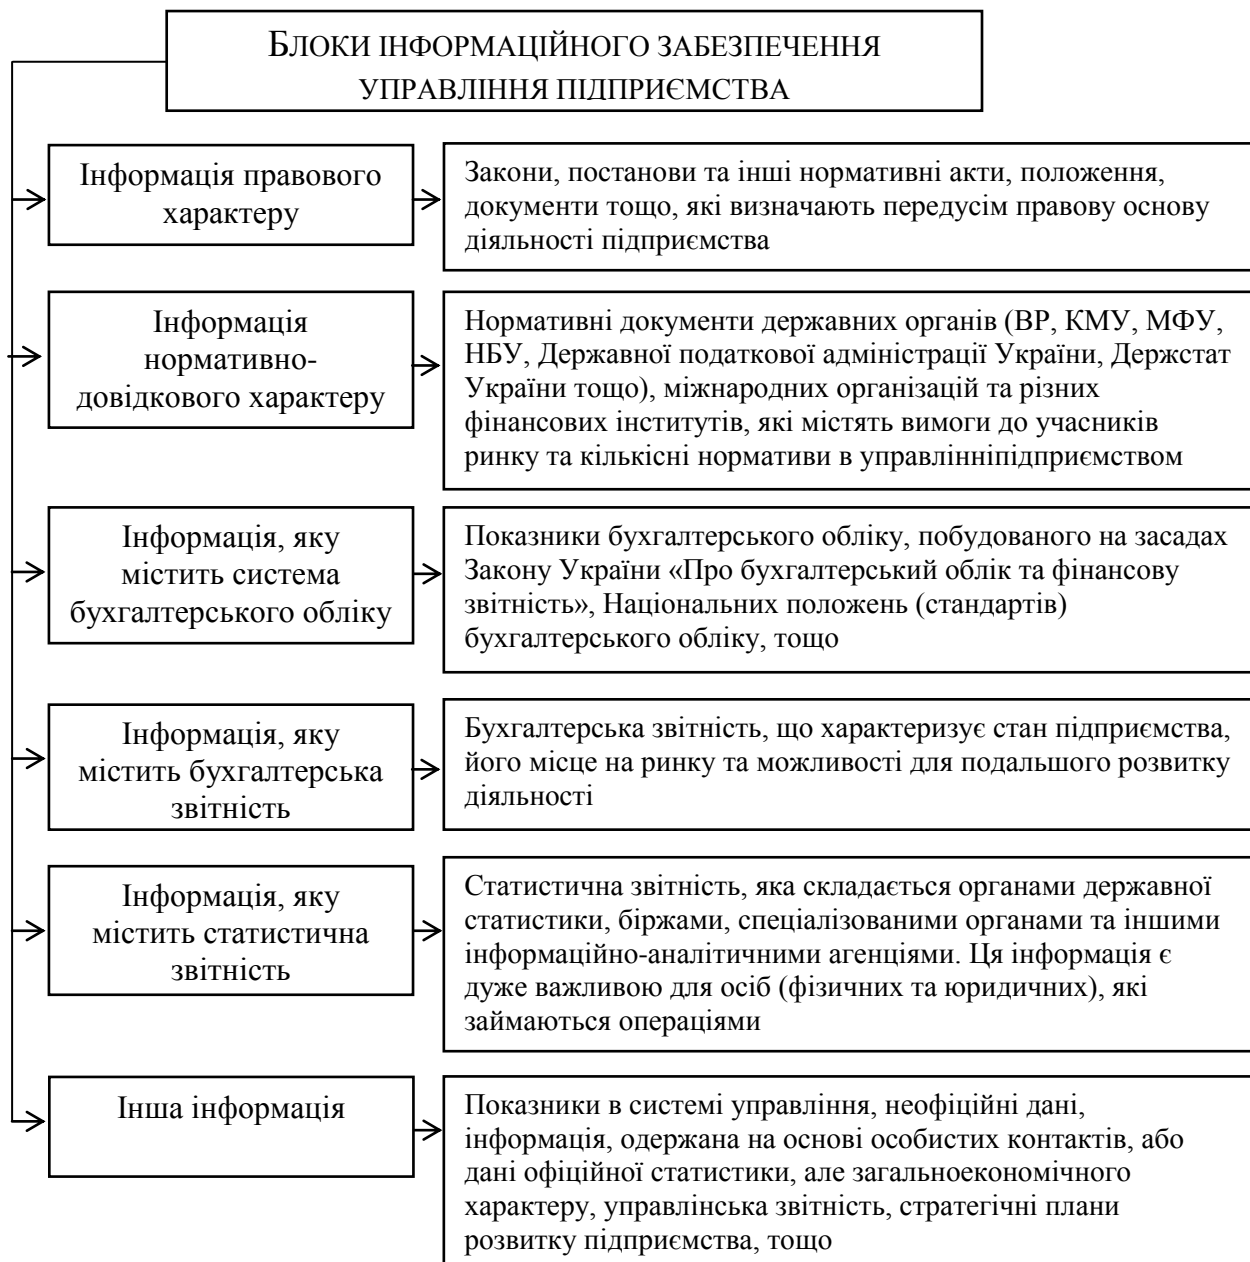 БЛОКИ ІНФОРМАЦІЙНОГО ЗАБЕЗПЕЧЕННЯ
УПРАВЛІННЯ ПІДПРИЄМСТВА
Інформація правового
характеру
Закони, постанови та інші нормативні акти, положення,
документи тощо, які визначають передусім правову основу
діяльності підприємства
Інформація
нормативно-
довідкового характеру
Нормативні документи державних органів (ВР, КМУ, МФУ,
НБУ, Державної податкової адміністрації України, Держстат
України тощо), міжнародних організацій та різних
фінансових інститутів, які містять вимоги до учасників
ринку та кількісні нормативи в управлінніпідприємством
Інформація, яку
містить система
бухгалтерського обліку
Показники бухгалтерського обліку, побудованого на засадах
Закону України «Про бухгалтерський облік та фінансову
звітність», Національних положень (стандартів)
бухгалтерського обліку, тощо
Інформація, яку
містить бухгалтерська
звітність
Бухгалтерська звітність, що характеризує стан підприємства,
його місце на ринку та можливості для подальшого розвитку
діяльності
Інформація, яку
містить статистична
звітність
Статистична звітність, яка складається органами державної
статистики, біржами, спеціалізованими органами та іншими
інформаційно-аналітичними агенціями. Ця інформація є
дуже важливою для осіб (фізичних та юридичних), які
займаються операціями
Інша інформація
Показники в системі управління, неофіційні дані,
інформація, одержана на основі особистих контактів, або
дані офіційної статистики, але загальноекономічного
характеру, управлінська звітність, стратегічні плани
розвитку підприємства, тощо